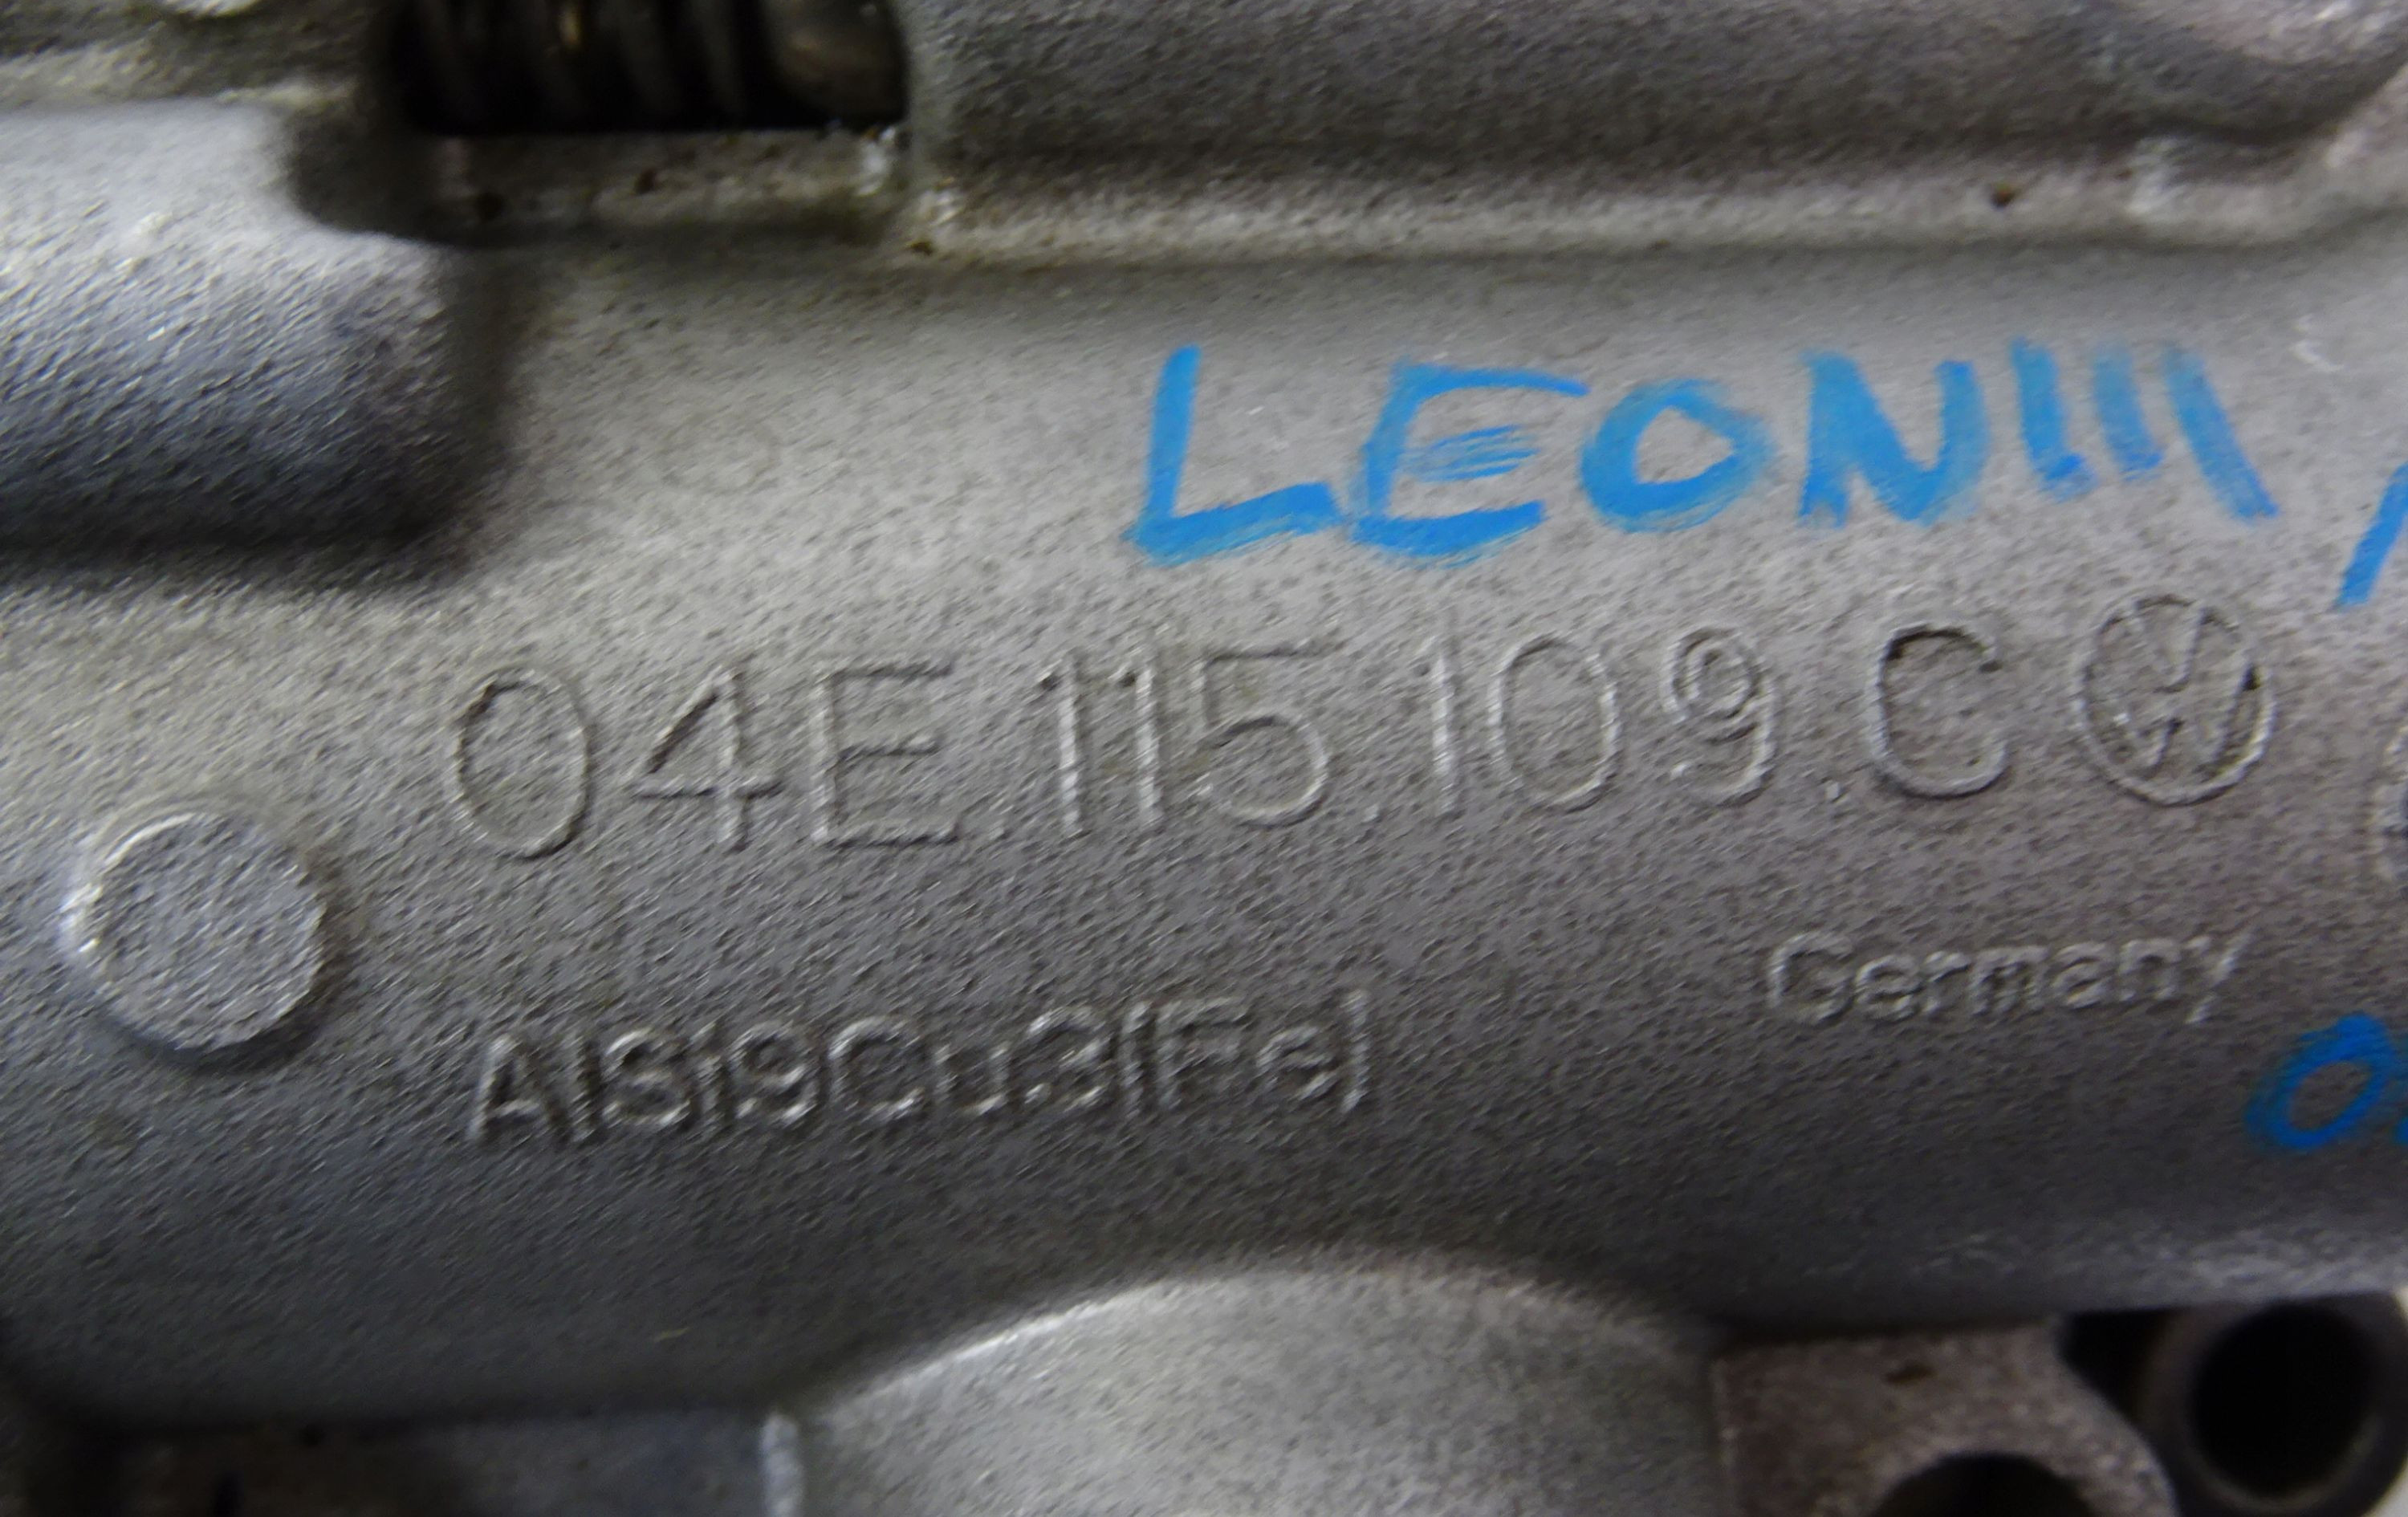 LEON III
04E.115.109.C
Germany
AlSi9Cu3(Fe)